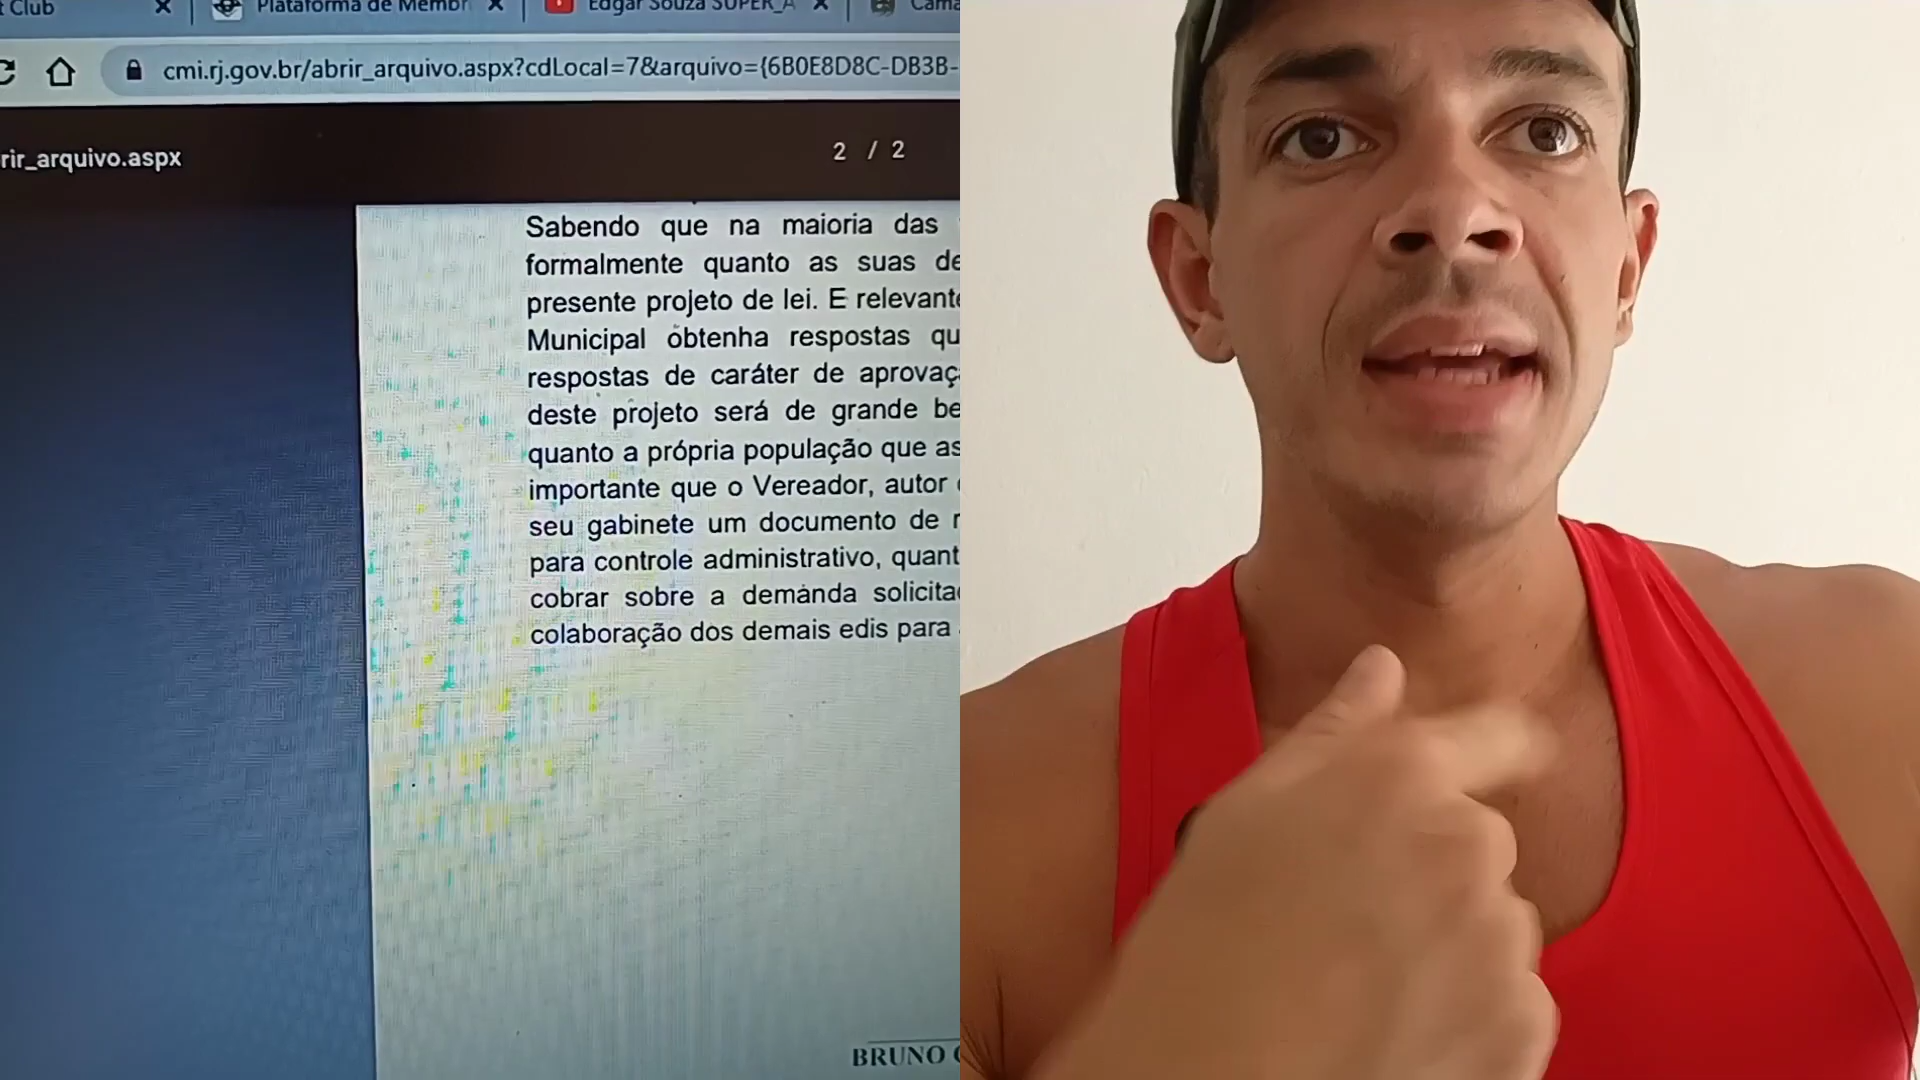 Club
Plataforma de Membr
Edgar Souza SUPER_A
cmi.rj.gov.br/abrir_arquivo.aspx?cdLocal=7&arquivo={6B0E8D8C-DB3B-
rir_arquivo.aspx
2 / 2
Sabendo que na maioria das
formalmente quanto as suas de
presente projeto de lei. E relevante
Municipal obtenha respostas qu
respostas de caráter de aprovaç
deste projeto será de grande be
quanto a própria população que as
importante que o Vereador, autor
seu gabinete um documento de
para controle administrativo, quant
cobrar sobre a demanda solicita
colaboração dos demais edis para
BRUNO